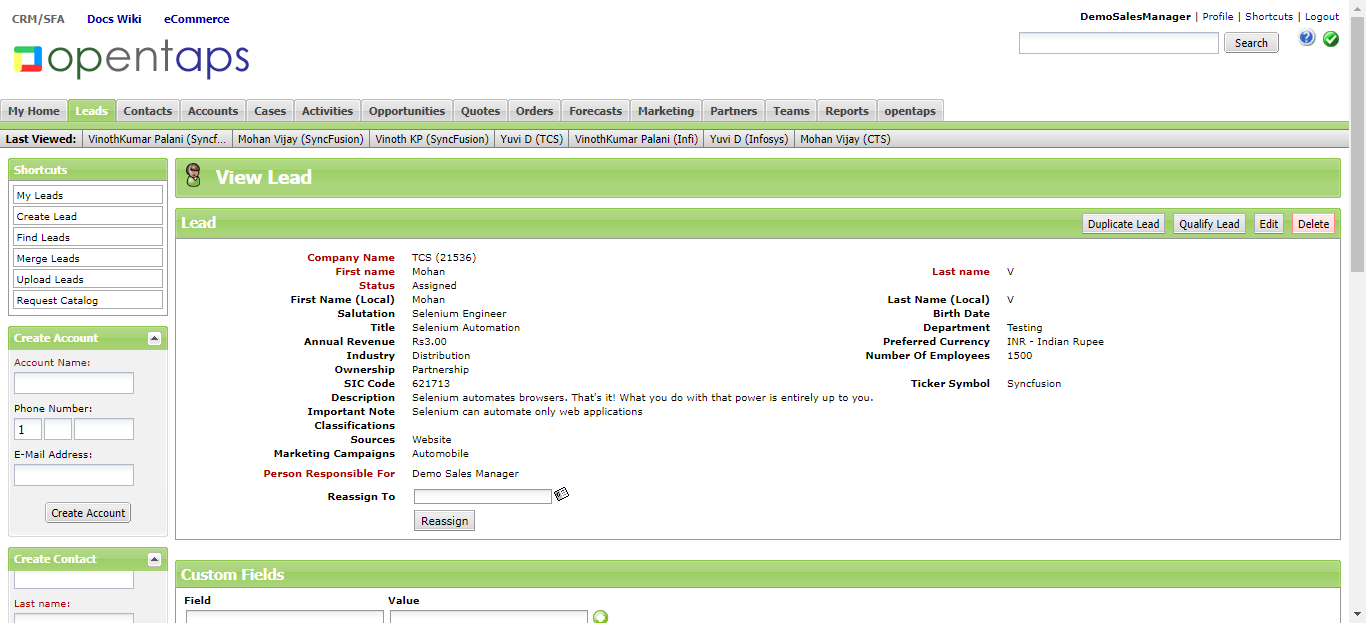 CRM/SFA Docs Wiki eCommerce
DemoSalesManager | Profile | Shortcuts | Logout
opentaps
Search
My Home Leads Contacts Accounts Cases Activities Opportunities Quotes Orders Forecasts Marketing Partners Teams Reports opentaps
Last Viewed: VinothKumar Palani (Syncf... Mohan Vijay (SyncFusion) Vinoth KP (SyncFusion) Yuvi D (TCS) VinothKumar Palani (Infi) Yuvi D (Infosys) Mohan Vijay (CTS)
Shortcuts
My Leads
Create Lead
Find Leads
Merge Leads
Upload Leads
Request Catalog
Create Account
Account Name:
Phone Number:
1
E-Mail Address:
Create Account
Create Contact
Last name:
View Lead
Lead
Duplicate Lead Qualify Lead Edit Delete
Company Name TCS (21536)
First name Mohan Last name V
Status Assigned
First Name (Local) Mohan Last Name (Local) V
Salutation Selenium Engineer Birth Date
Title Selenium Automation Department Testing
Annual Revenue Rs3.00 Preferred Currency INR - Indian Rupee
Industry Distribution Number Of Employees 1500
Ownership Partnership
SIC Code 621713 Ticker Symbol Syncfusion
Description Selenium automates browsers. That's it! What you do with that power is entirely up to you.
Important Note Selenium can automate only web applications
Classifications
Sources Website
Marketing Campaigns Automobile
Person Responsible For Demo Sales Manager
Reassign To
Reassign
Custom Fields
Field Value